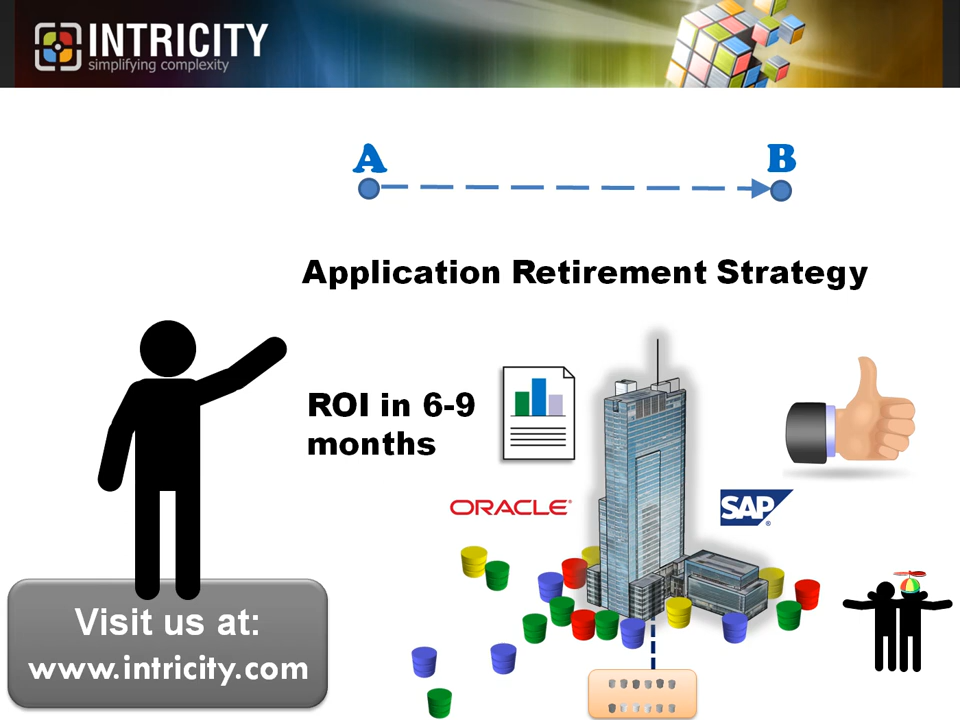 INTRICITY
simplifying complexity
A
B
Application Retirement Strategy
ROI in 6-9
months
ORACLE®
SAP®
Visit us at:
www.intricity.com